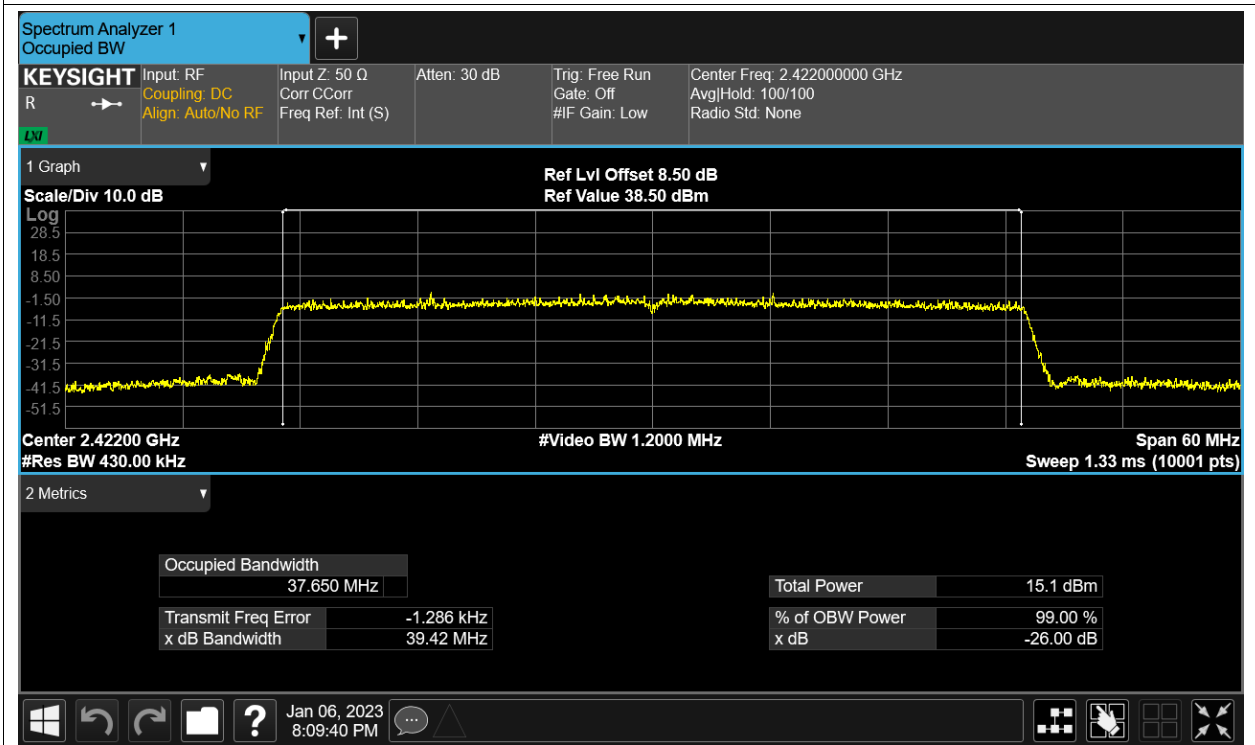 Spectrum Analyzer 1
Occupied BW
KEYSIGHT
R
LXI
Input: RF
Coupling: DC
Align: Auto/No RF
Input Z: 50 Ω
Corr CCorr
Freq Ref: Int (S)
Atten: 30 dB
Trig: Free Run
Gate: Off
#IF Gain: Low
Center Freq: 2.422000000 GHz
Avg|Hold: 100/100
Radio Std: None
1 Graph
Scale/Div 10.0 dB
Ref Lvl Offset 8.50 dB
Ref Value 38.50 dBm
Log
28.5
18.5
8.50
-1.50
-11.5
-21.5
-31.5
-41.5
-51.5
Center 2.42200 GHz
#Video BW 1.2000 MHz
Span 60 MHz
#Res BW 430.00 kHz
Sweep 1.33 ms (10001 pts)
2 Metrics
Occupied Bandwidth
37.650 MHz
Total Power 15.1 dBm
Transmit Freq Error -1.286 kHz
% of OBW Power 99.00 %
x dB Bandwidth 39.42 MHz
x dB -26.00 dB
?
Jan 06, 2023
8:09:40 PM